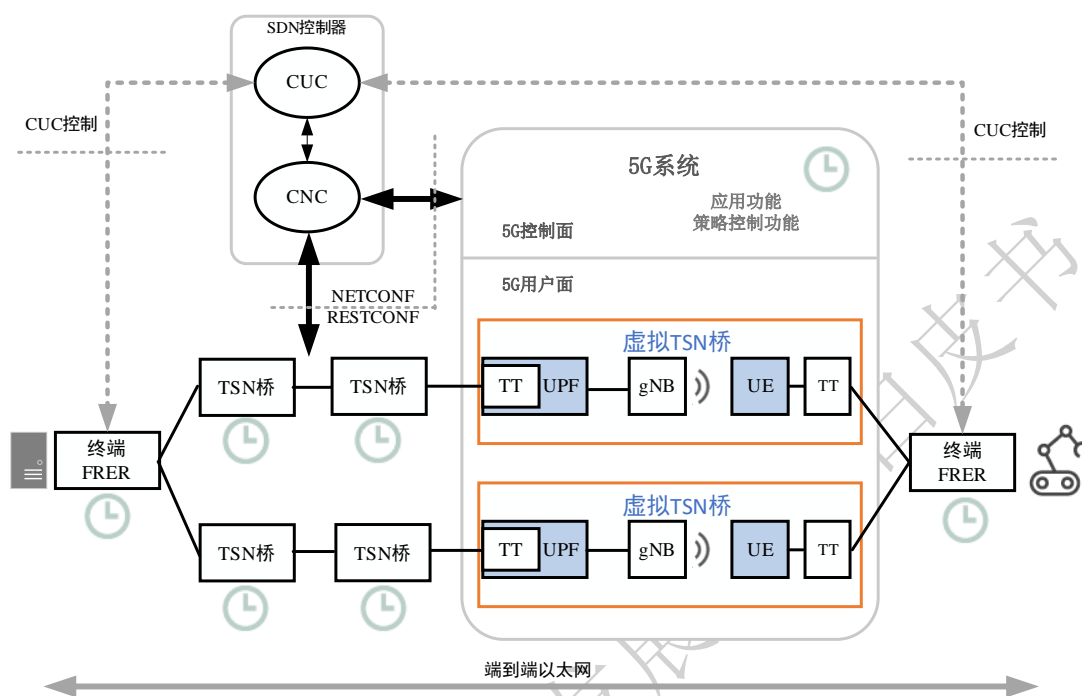 SDN控制器
CUC
CUC控制
CUC控制
CNC
5G系统
应用功能
策略控制功能
5G控制面
5G用户面
NETCONF
RESTCONF
虚拟TSN桥
TSN桥
TSN桥
TT
UPF
gNB
UE
TT
终端
FRER
终端
FRER
虚拟TSN桥
TSN桥
TSN桥
TT
UPF
gNB
UE
TT
端到端以太网
皮书